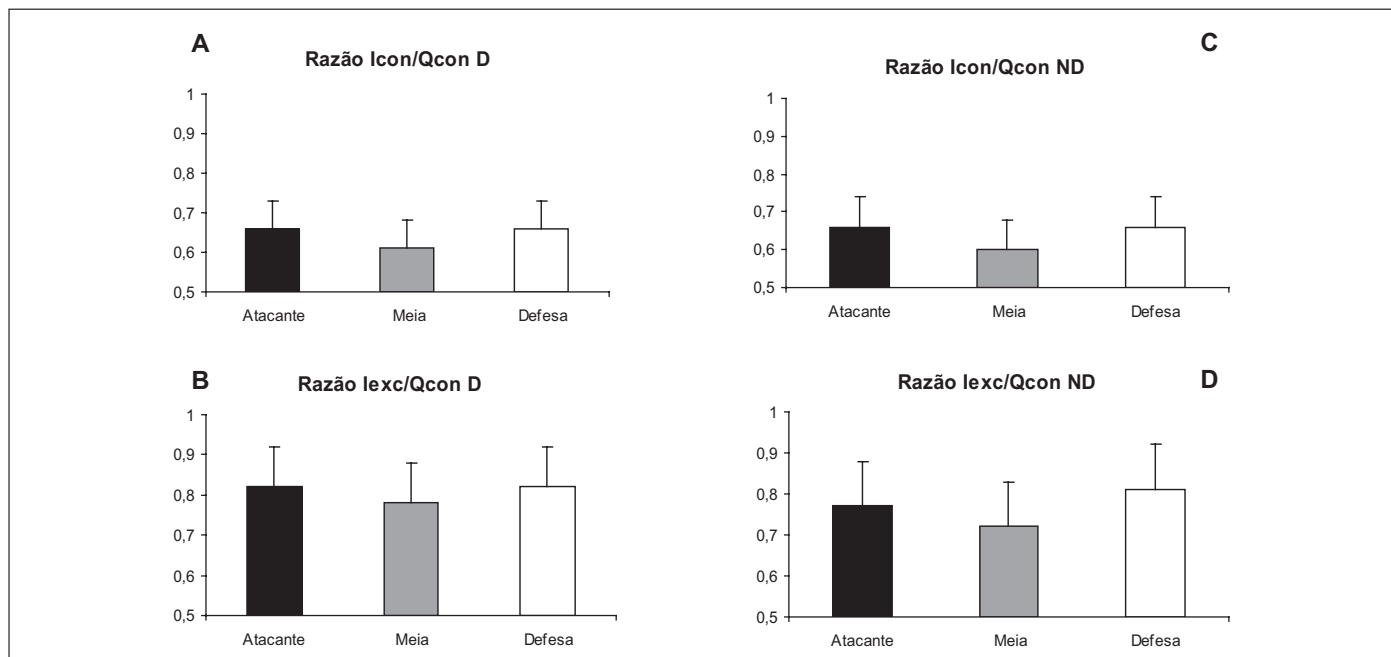 A
Razão Icon/Qcon D
1
0,9
0,8
0,7
0,6
0,5
Atacante Meia Defesa
B
Razão Iexc/Qcon D
1
0,9
0,8
0,7
0,6
0,5
Atacante Meia Defesa
C
Razão Icon/Qcon ND
1
0,9
0,8
0,7
0,6
0,5
Atacante Meia Defesa
D
Razão Iexc/Qcon ND
1
0,9
0,8
0,7
0,6
0,5
Atacante Meia Defesa